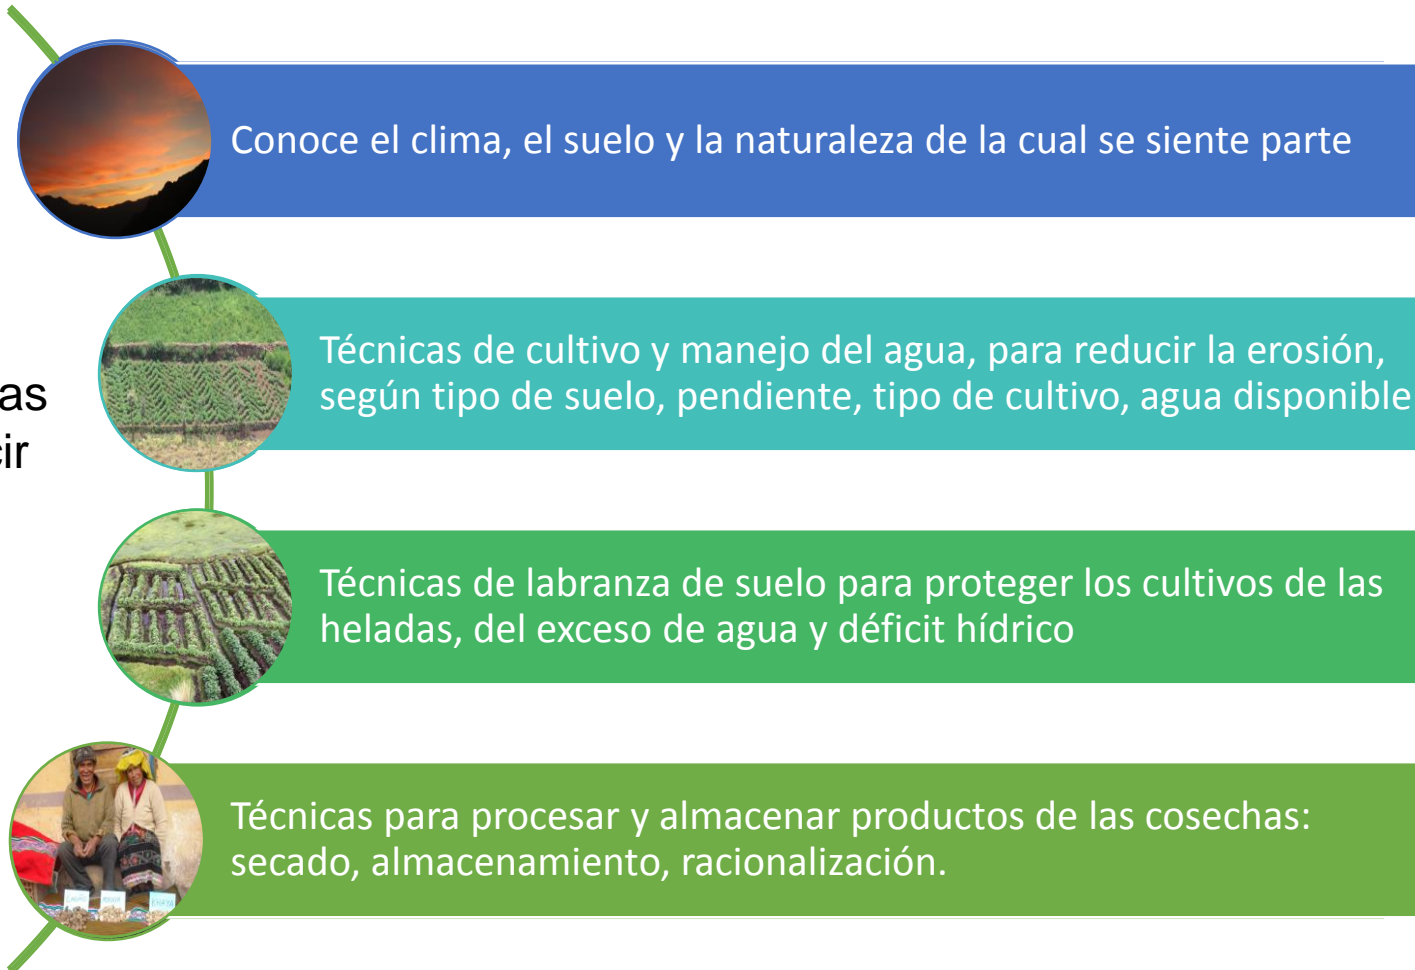 Conoce el clima, el suelo y la naturaleza de la cual se siente parte
Técnicas de cultivo y manejo del agua, para reducir la erosión,
según tipo de suelo, pendiente, tipo de cultivo, agua disponible
as
cir
Técnicas de labranza de suelo para proteger los cultivos de las
heladas, del exceso de agua y déficit hídrico
Técnicas para procesar y almacenar productos de las cosechas:
secado, almacenamiento, racionalización.